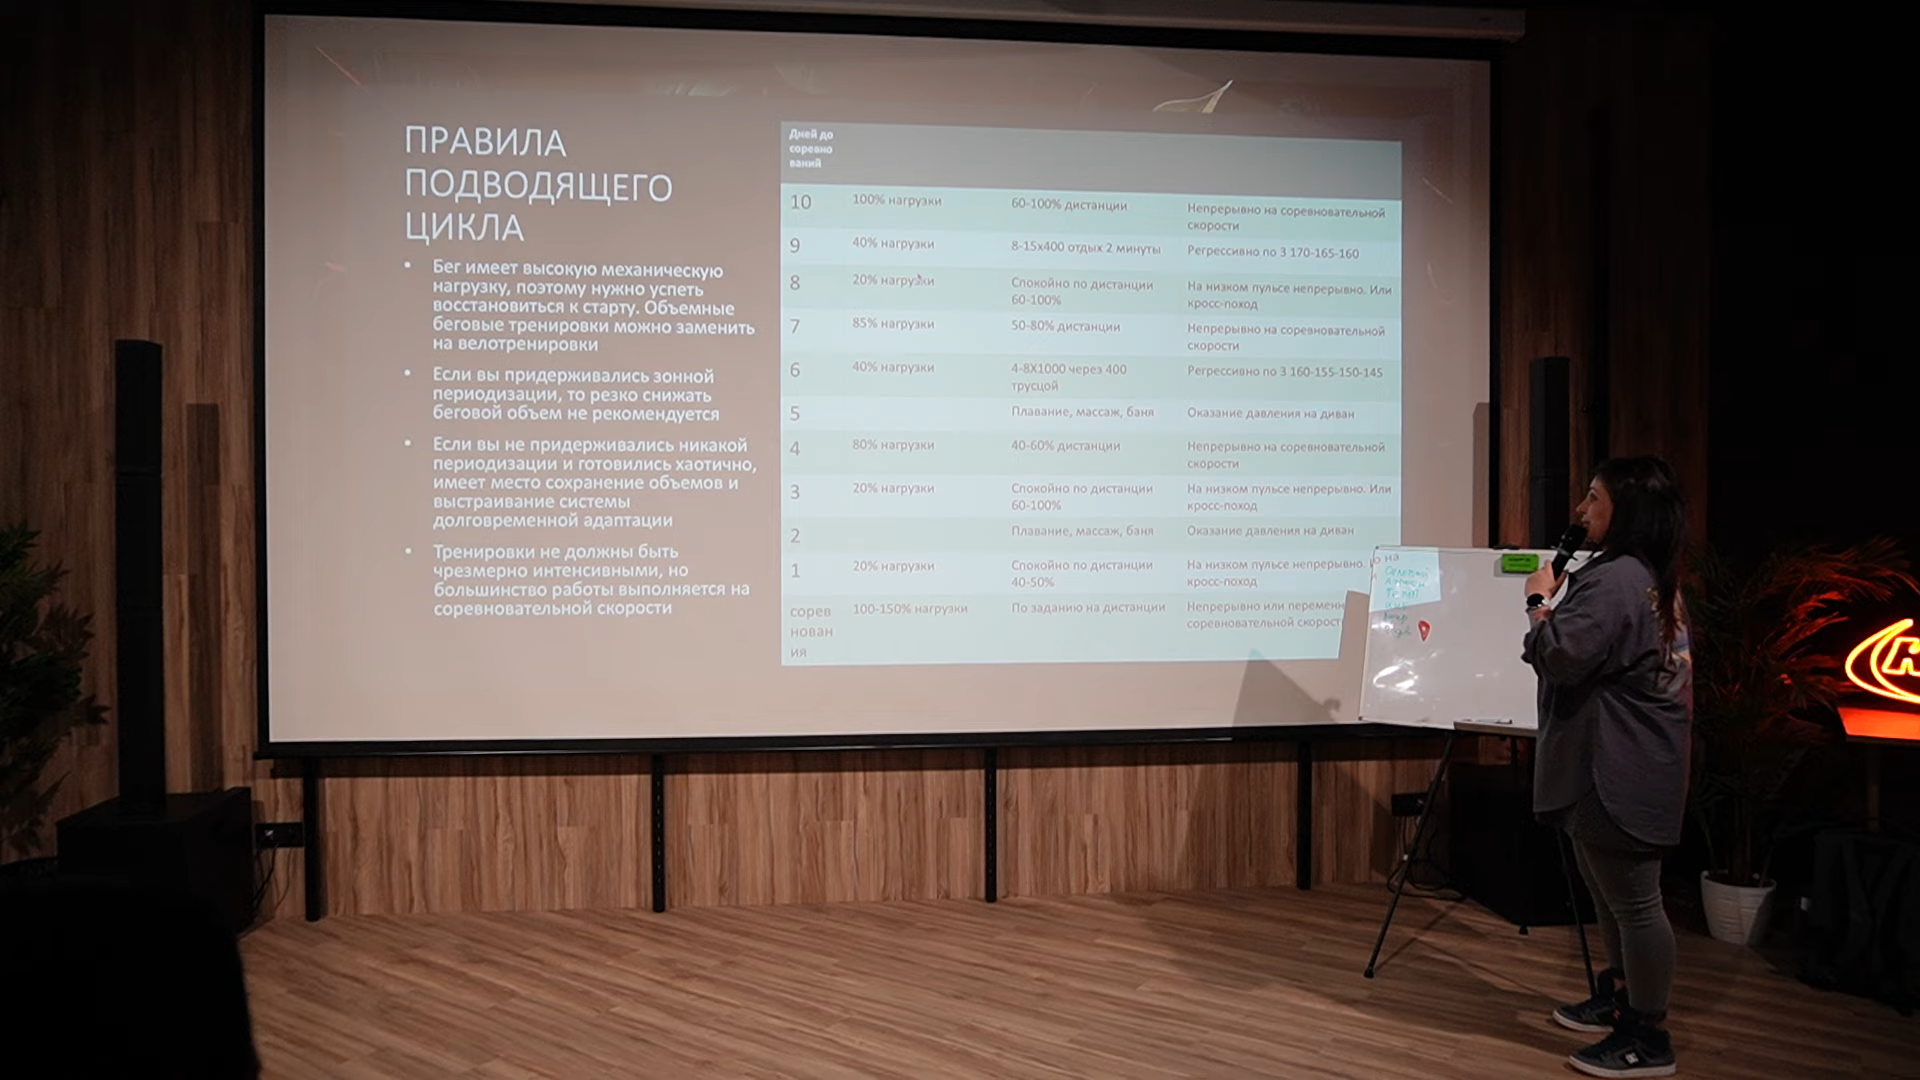 ПРАВИЛА
ПОДВОДЯЩЕГО
ЦИКЛА
• Бег имеет высокую механическую
нагрузку, поэтому нужно успеть
восстановиться к старту. Объемные
беговые тренировки можно заменить
на велотренировки
• Если вы придерживались зонной
периодизации, то резко снижать
беговой объем не рекомендуется
• Если вы не придерживались никакой
периодизации и готовились хаотично,
имеет место сохранение объемов и
выстраивание системы
долговременной адаптации
• Тренировки не должны быть
чрезмерно интенсивными, но
большинство работы выполняется на
соревновательной скорости
Дней до
соревно
ваний
10 100% нагрузки 60-100% дистанции Непрерывно на соревновательной
скорости
9 40% нагрузки 8-15х400 отдых 2 минуты Регрессивно по 3 170-165-160
8 20% нагрузки Спокойно по дистанции На низком пульсе непрерывно. Или
60-100% кросс-поход
7 85% нагрузки 50-80% дистанции Непрерывно на соревновательной
скорости
6 40% нагрузки 4-8Х1000 через 400 Регрессивно по 3 160-155-150-145
трусцой
5 Плавание, массаж, баня Оказание давления на диван
4 80% нагрузки 40-60% дистанции Непрерывно на соревновательной
скорости
3 20% нагрузки Спокойно по дистанции На низком пульсе непрерывно. Или
60-100% кросс-поход
2 Плавание, массаж, баня Оказание давления на диван
1 20% нагрузки Спокойно по дистанции На низком пульсе непрерывно.
40-50% кросс-поход
сорев 100-150% нагрузки По заданию на дистанции Непрерывно или переменн
нован соревновательной скорост
ия